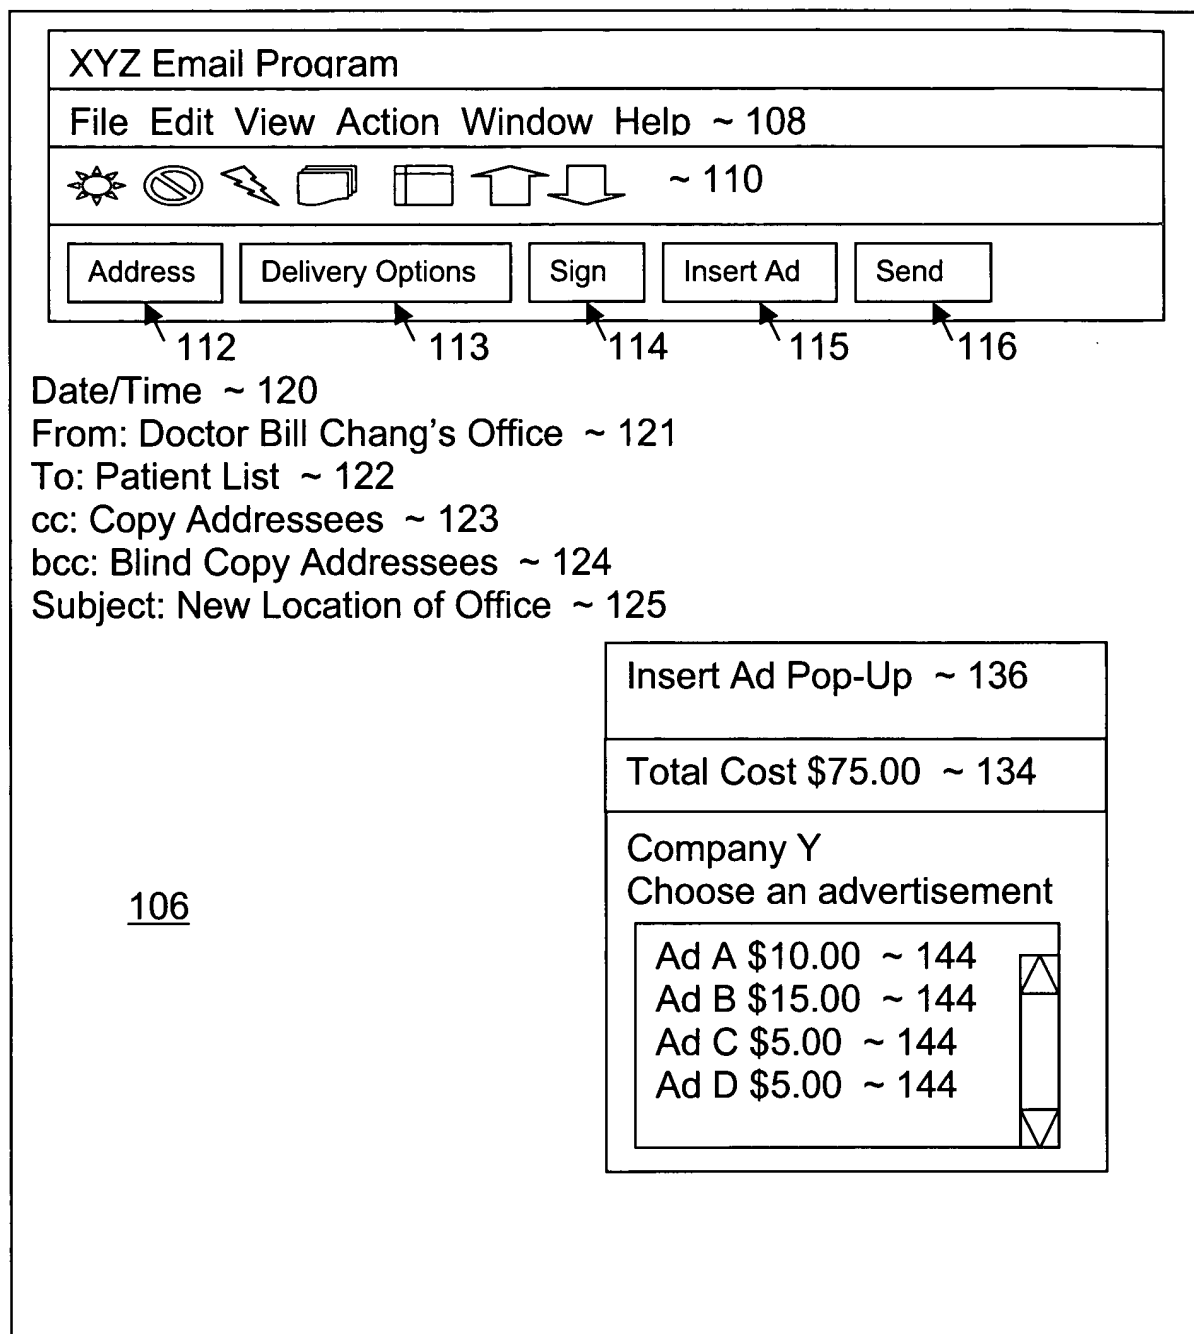 XYZ Email Program
File Edit View Action Window Help ~ 108
~ 110
Address Delivery Options Sign Insert Ad Send
112 113 114 115 116
Date/Time ~ 120
From: Doctor Bill Chang's Office ~ 121
To: Patient List ~ 122
cc: Copy Addressees ~ 123
bcc: Blind Copy Addressees ~ 124
Subject: New Location of Office ~ 125
Insert Ad Pop-Up ~ 136
Total Cost $75.00 ~ 134
Company Y
Choose an advertisement
106
Ad A $10.00 ~ 144
Ad B $15.00 ~ 144
Ad C $5.00 ~ 144
Ad D $5.00 ~ 144